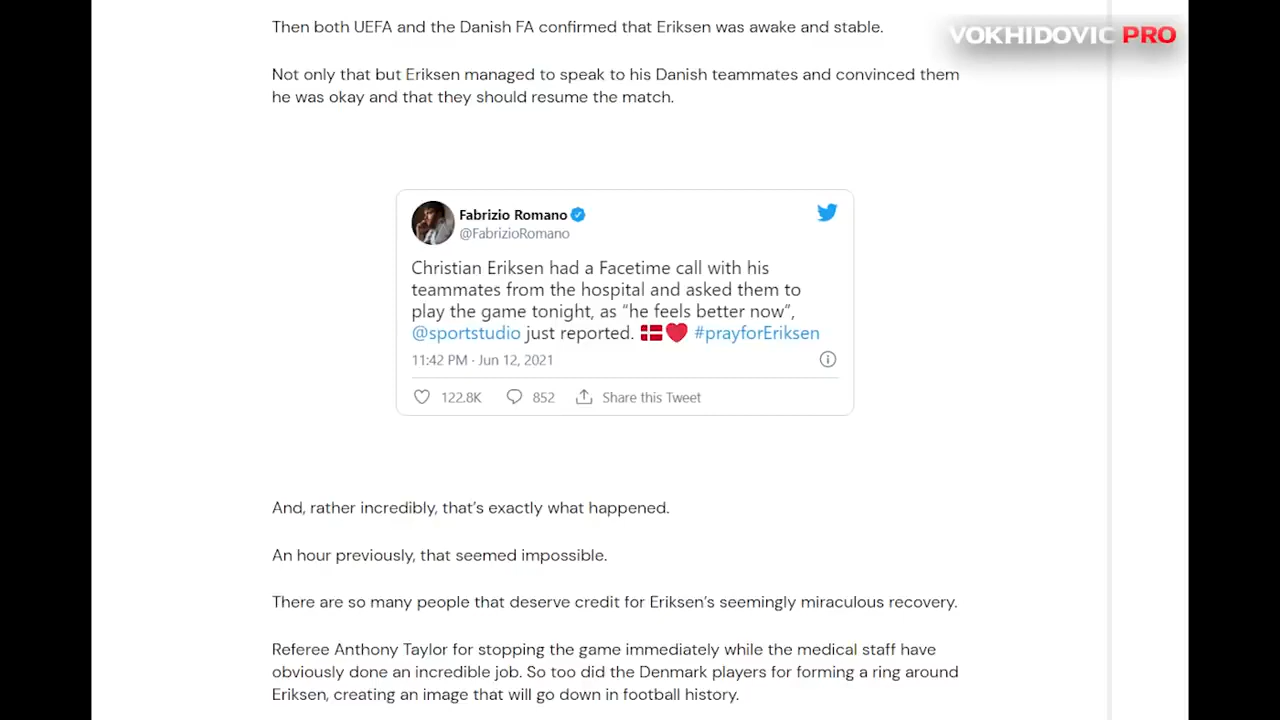 Then both UEFA and the Danish FA confirmed that Eriksen was awake and stable.
VOKHIDOVIC PRO
Not only that but Eriksen managed to speak to his Danish teammates and convinced them
he was okay and that they should resume the match.
Fabrizio Romano
@FabrizioRomano
Christian Eriksen had a Facetime call with his
teammates from the hospital and asked them to
play the game tonight, as “he feels better now”,
@sportstudio just reported. 🇩🇰❤️ #prayforEriksen
11:42 PM · Jun 12, 2021
122.8K 852 Share this Tweet
And, rather incredibly, that’s exactly what happened.
An hour previously, that seemed impossible.
There are so many people that deserve credit for Eriksen’s seemingly miraculous recovery.
Referee Anthony Taylor for stopping the game immediately while the medical staff have
obviously done an incredible job. So too did the Denmark players for forming a ring around
Eriksen, creating an image that will go down in football history.